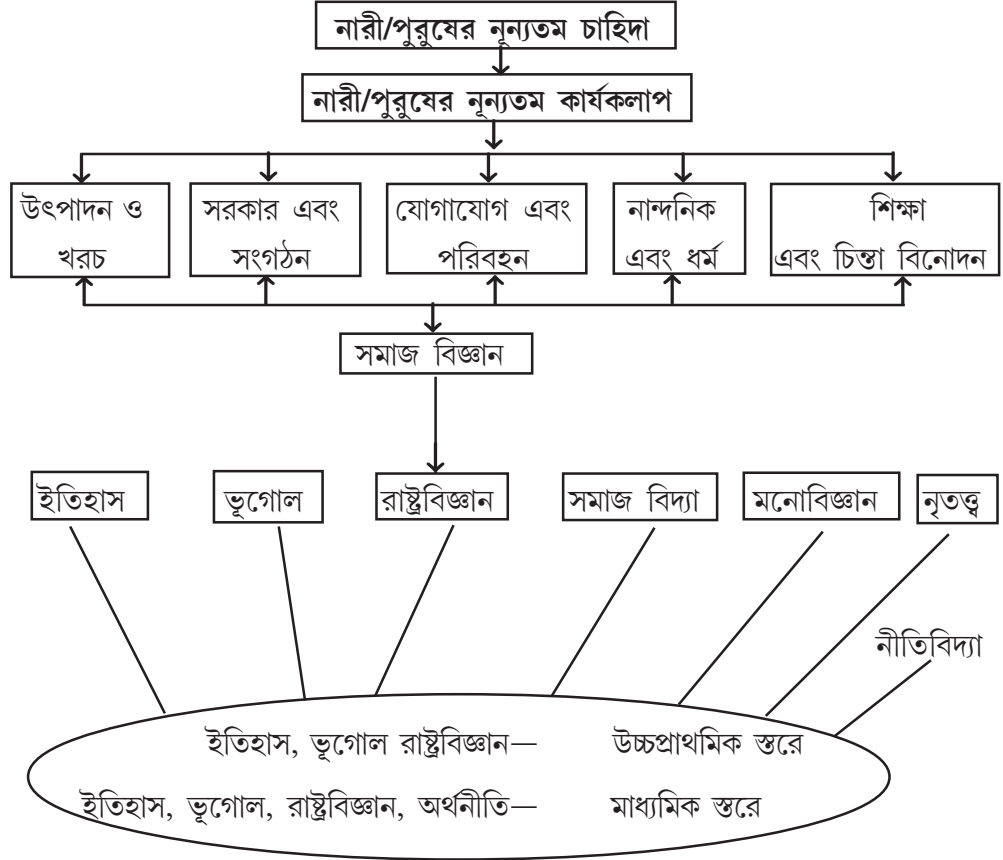 নারী/পুরুষের নূন্যতম চাহিদা
নারী/পুরুষের নূন্যতম কার্যকলাপ
উৎপাদন ও
খরচ
সরকার এবং
সংগঠন
যোগাযোগ এবং
পরিবহন
নান্দনিক
এবং ধর্ম
শিক্ষা
এবং চিন্তা বিনোদন
সমাজ বিজ্ঞান
ইতিহাস
ভূগোল
রাষ্ট্রবিজ্ঞান
সমাজ বিদ্যা
মনোবিজ্ঞান
নৃতত্ত্ব
নীতিবিদ্যা
ইতিহাস, ভূগোল রাষ্ট্রবিজ্ঞান— উচ্চপ্রাথমিক স্তরে
ইতিহাস, ভূগোল, রাষ্ট্রবিজ্ঞান, অর্থনীতি— মাধ্যমিক স্তরে